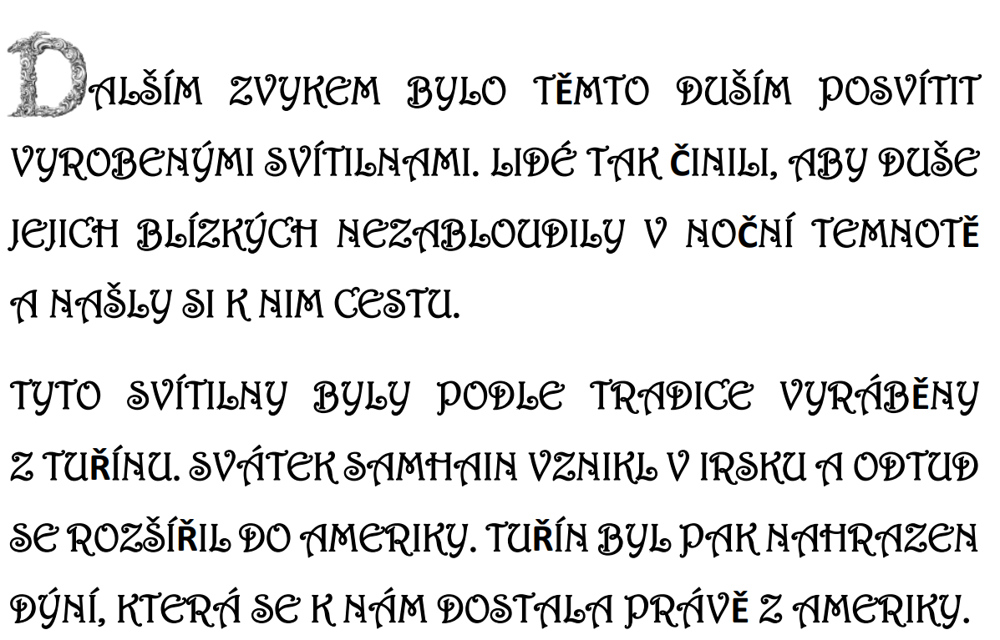 DALŠÍM ZVYKEM BYLO TĚMTO DUŠÍM POSVÍTIT
VYROBENÝMI SVÍTILNAMI. LIDÉ TAK ČINILI, ABY DUŠE
JEJICH BLÍZKÝCH NEZABLOUDILY V NOČNÍ TEMNOTĚ
A NAŠLY SI K NIM CESTU.
TYTO SVÍTILNY BYLY PODLE TRADICE VYRÁBĚNY
Z TUŘÍNU. SVÁTEK SAMHAIN VZNIKL V IRSKU A ODTUD
SE ROZŠÍŘIL DO AMERIKY. TUŘÍN BYL PAK NAHRAZEN
DÝNÍ, KTERÁ SE K NÁM DOSTALA PRÁVĚ Z AMERIKY.